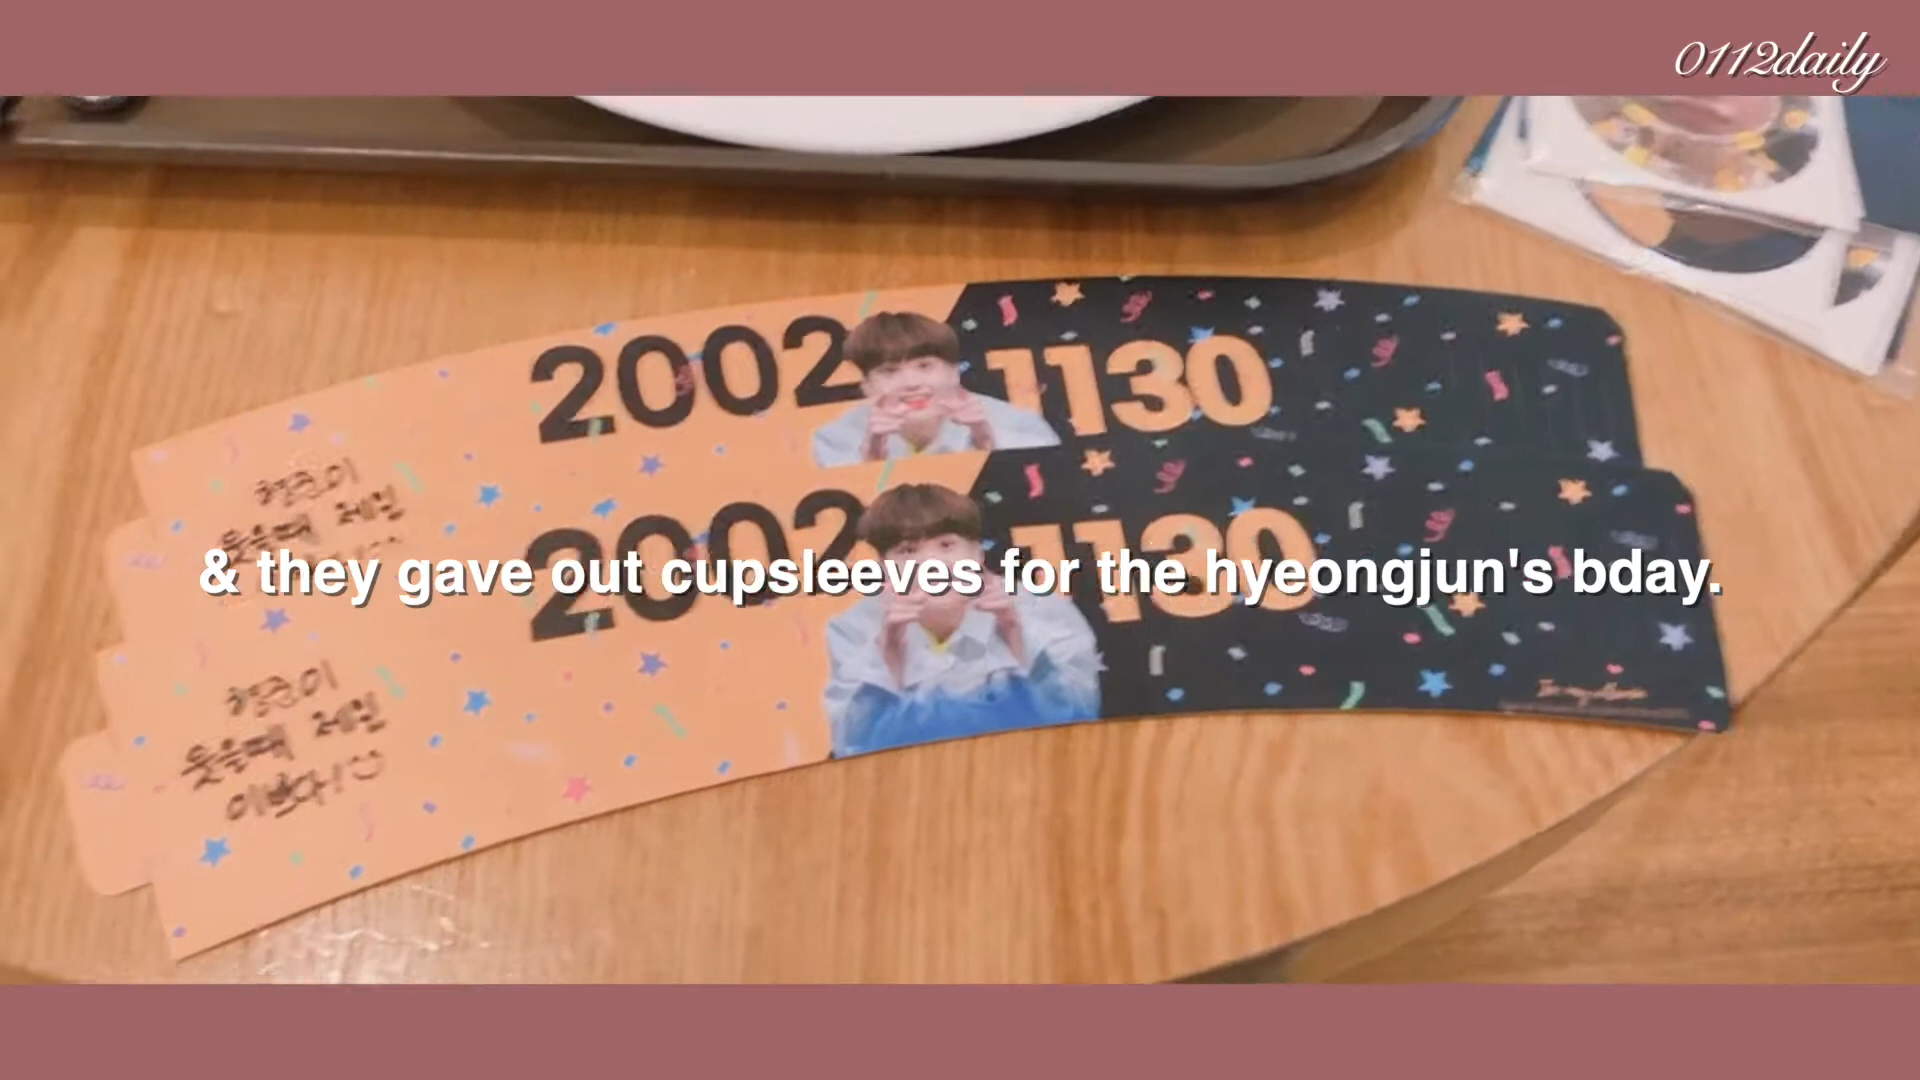 0112daily
2002 1130
형준이
웃을때 제일
2002 1130
& they gave out cupsleeves for the hyeongjun's bday.
형준이
웃을때 제일
이쁘다!